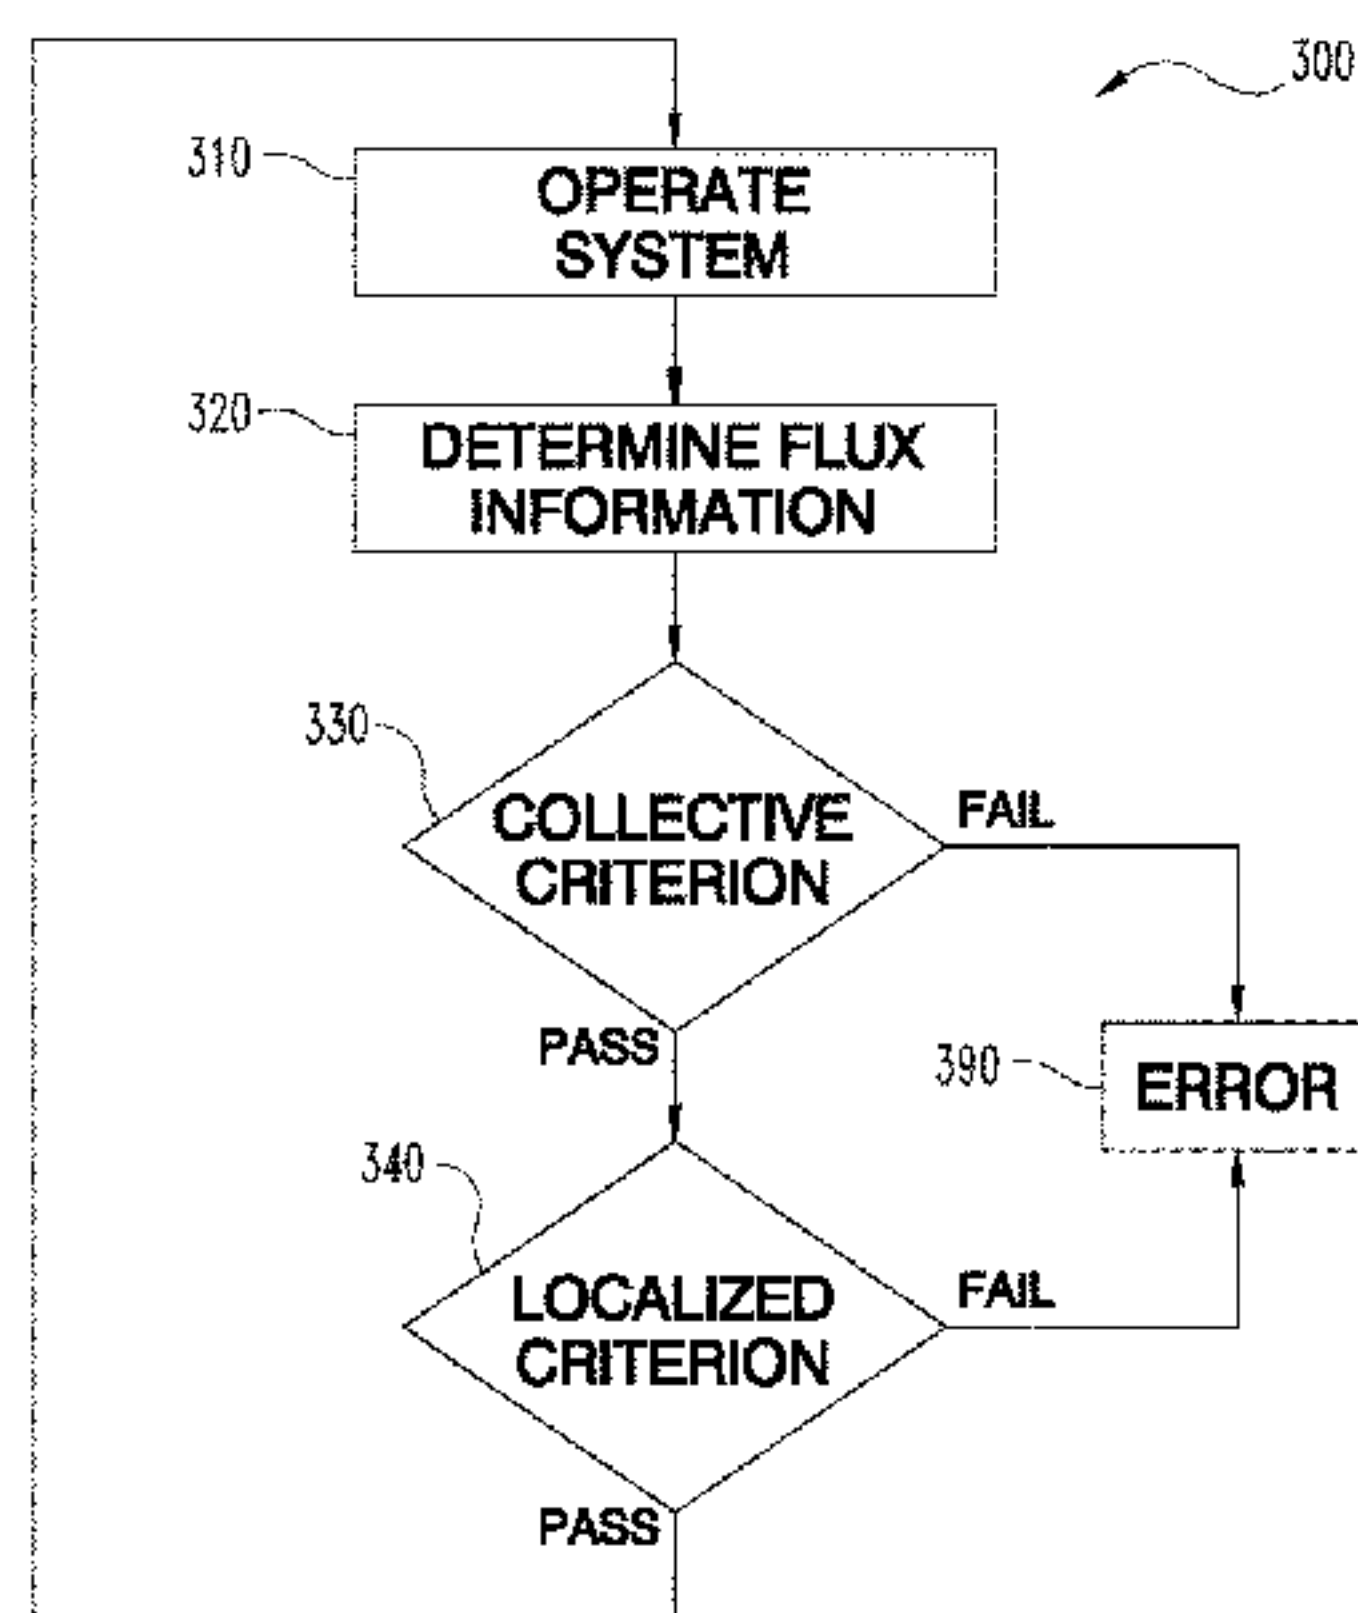 300
310
OPERATE
SYSTEM
320
DETERMINE FLUX
INFORMATION
330
COLLECTIVE
CRITERION
FAIL
PASS
390
ERROR
340
LOCALIZED
CRITERION
FAIL
PASS